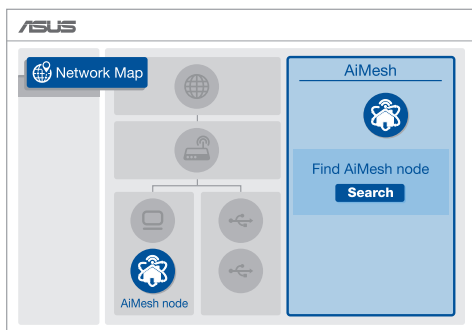 ASUS
Network Map
AiMesh
Find AiMesh node
Search
AiMesh node